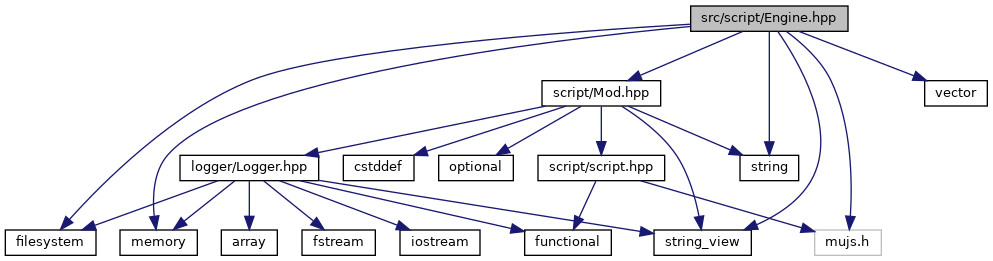 src/script/Engine.hpp
script/Mod.hpp
vector
logger/Logger.hpp
cstddef
optional
script/script.hpp
string
filesystem
memory
array
fstream
iostream
functional
string_view
mujs.h